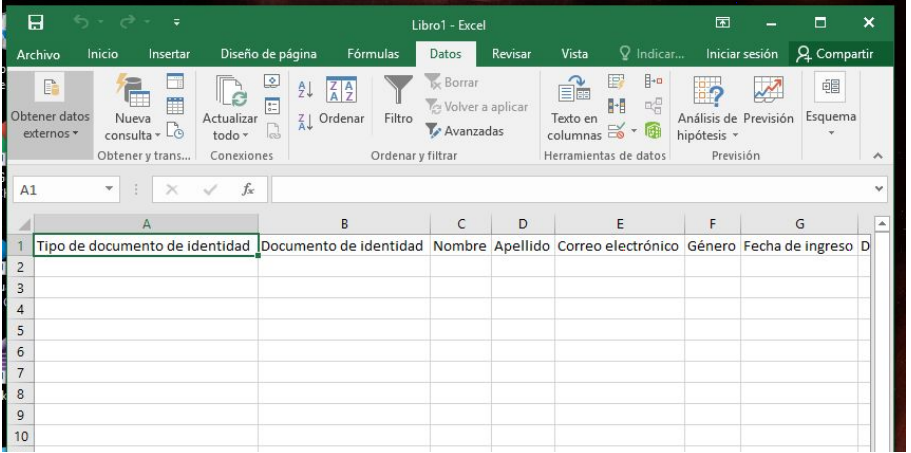 Libro1 - Excel
Archivo Inicio Insertar Diseño de página Fórmulas Datos Revisar Vista Indicar... Iniciar sesión Compartir
Obtener datos externos
Nueva consulta
Obtener y trans...
Actualizar todo
Conexiones
Ordenar
Filtro
Borrar
Volver a aplicar
Avanzadas
Ordenar y filtrar
Texto en columnas
Herramientas de datos
Análisis de hipótesis
Previsión
Previsión
Esquema
A1 fx
A B C D E F G
1 Tipo de documento de identidad Documento de identidad Nombre Apellido Correo electrónico Género Fecha de ingreso D
2
3
4
5
6
7
8
9
10